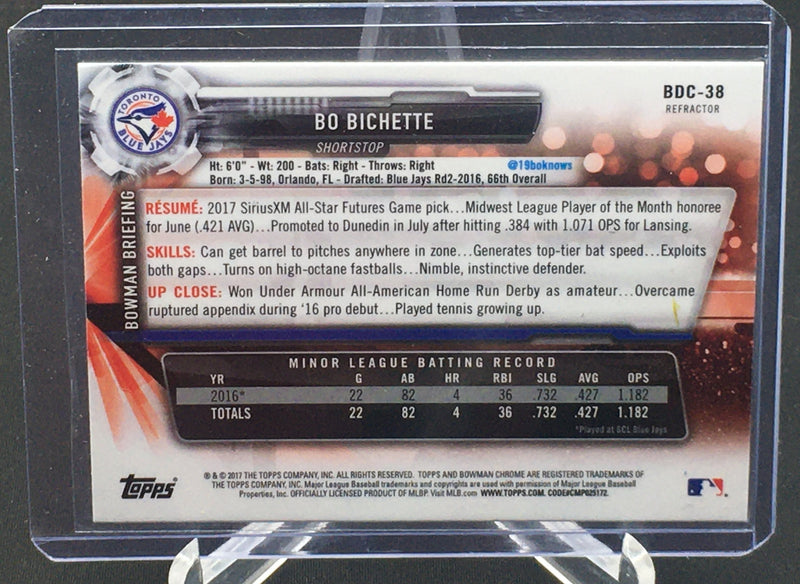 TORONTO
BLUE JAYS
BDC-38
REFRACTOR
BO BICHETTE
SHORTSTOP
Ht: 6'0" - Wt: 200 - Bats: Right - Throws: Right @19boknows
Born: 3-5-98, Orlando, FL - Drafted: Blue Jays Rd2-2016, 66th Overall
BOWMAN BRIEFING
RÉSUMÉ: 2017 SiriusXM All-Star Futures Game pick...Midwest League Player of the Month honoree
for June (.421 AVG)...Promoted to Dunedin in July after hitting .384 with 1.071 OPS for Lansing.
SKILLS: Can get barrel to pitches anywhere in zone...Generates top-tier bat speed...Exploits
both gaps...Turns on high-octane fastballs...Nimble, instinctive defender.
UP CLOSE: Won Under Armour All-American Home Run Derby as amateur...Overcame
ruptured appendix during '16 pro debut...Played tennis growing up.
MINOR LEAGUE BATTING RECORD
YR G AB HR RBI SLG AVG OPS
2016* 22 82 4 36 .732 .427 1.182
TOTALS 22 82 4 36 .732 .427 1.182
*Played at GCL Blue Jays
TOPPS
® & © 2017 THE TOPPS COMPANY, INC. ALL RIGHTS RESERVED. TOPPS AND BOWMAN CHROME ARE REGISTERED TRADEMARKS OF
THE TOPPS COMPANY, INC. Major League Baseball trademarks and copyrights are used with permission of Major League Baseball
Properties, Inc. OFFICIALLY LICENSED PRODUCT OF MLBP. Visit MLB.com WWW.TOPPS.COM. CODE#CMP025172.